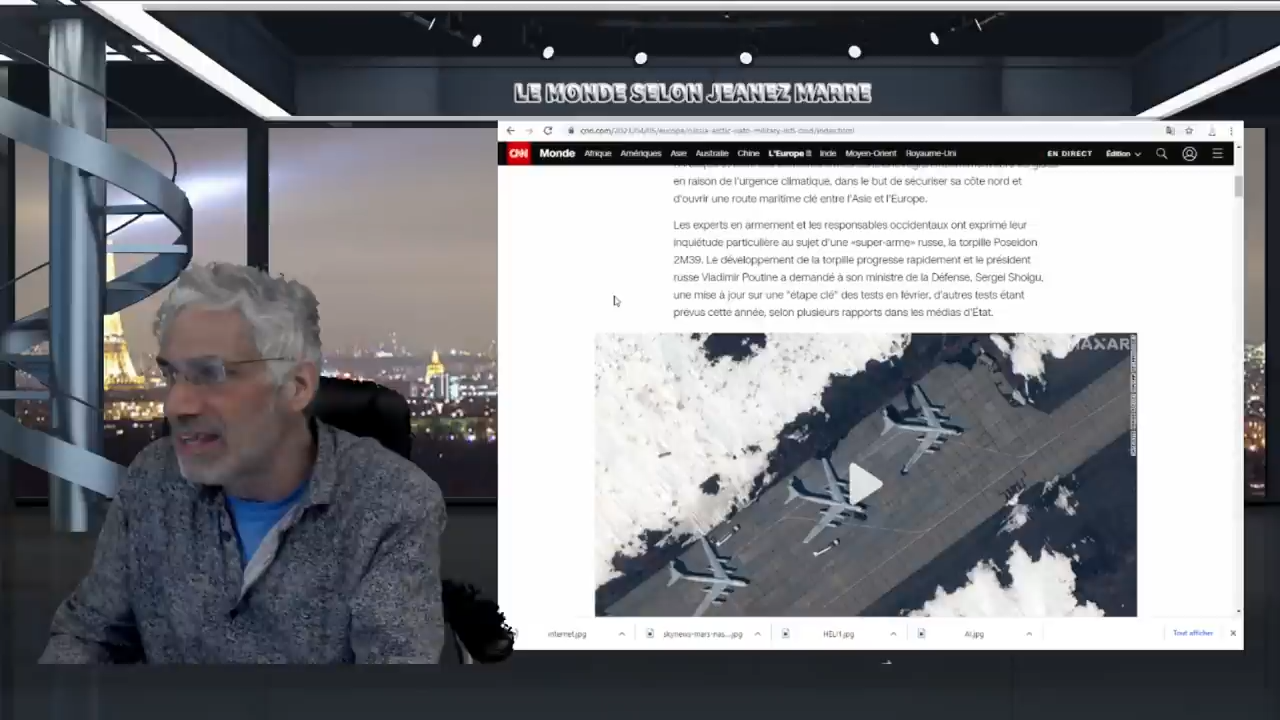 LE MONDE SELON JEANEZ MARRE
CNN Monde Afrique Amériques Asie Australie Chine L'Europe Inde Moyen-Orient Royaume-Uni EN DIRECT Édition
en raison de l'urgence climatique, dans le but de sécuriser sa côte nord et
d'ouvrir une route maritime clé entre l'Asie et l'Europe.
Les experts en armement et les responsables occidentaux ont exprimé leur
inquiétude particulière au sujet d'une «super-arme» russe, la torpille Poseidon
2M39. Le développement de la torpille progresse rapidement et le président
russe Vladimir Poutine a demandé à son ministre de la Défense, Sergei Shoigu,
une mise à jour sur une "étape clé" des tests en février, d'autres tests étant
prévus cette année, selon plusieurs rapports dans les médias d'État.
MAXAR
internet.jpg skynews-mars-nas....jpg HELI1.jpg AI.jpg Tout afficher